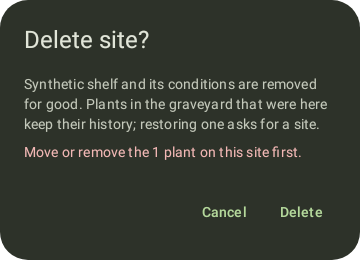 Delete site?
Synthetic shelf and its conditions are removed
for good. Plants in the graveyard that were here
keep their history; restoring one asks for a site.
Move or remove the 1 plant on this site first.
Cancel Delete